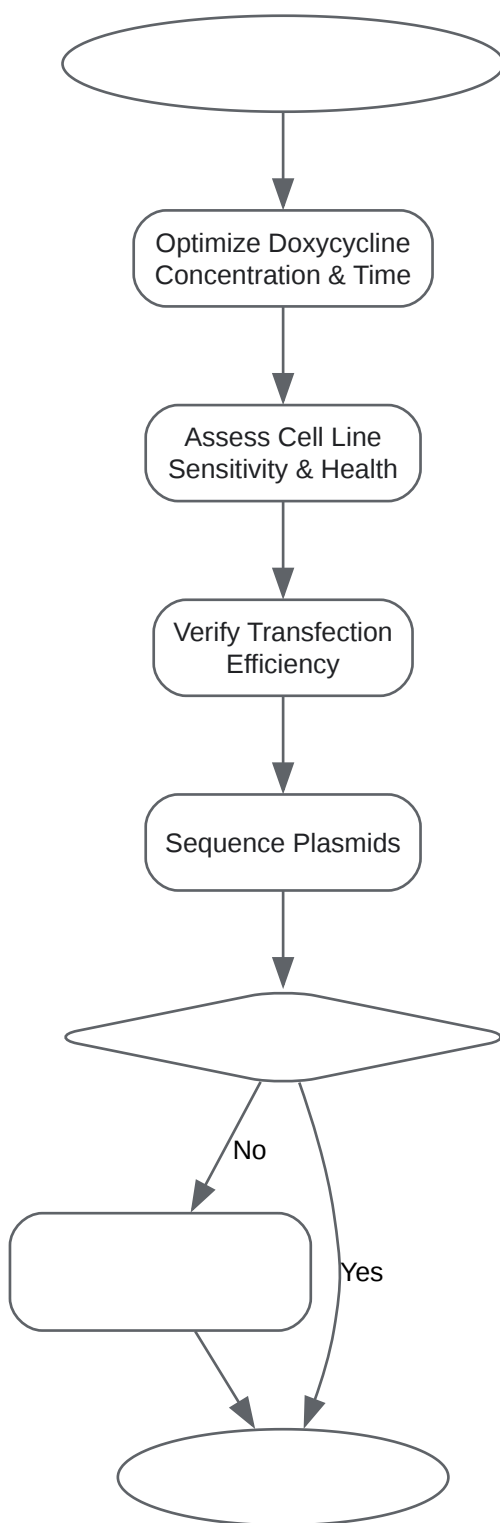 Optimize Doxycycline
Concentration & Time
Assess Cell Line
Sensitivity & Health
Verify Transfection
Efficiency
Sequence Plasmids
No
Yes